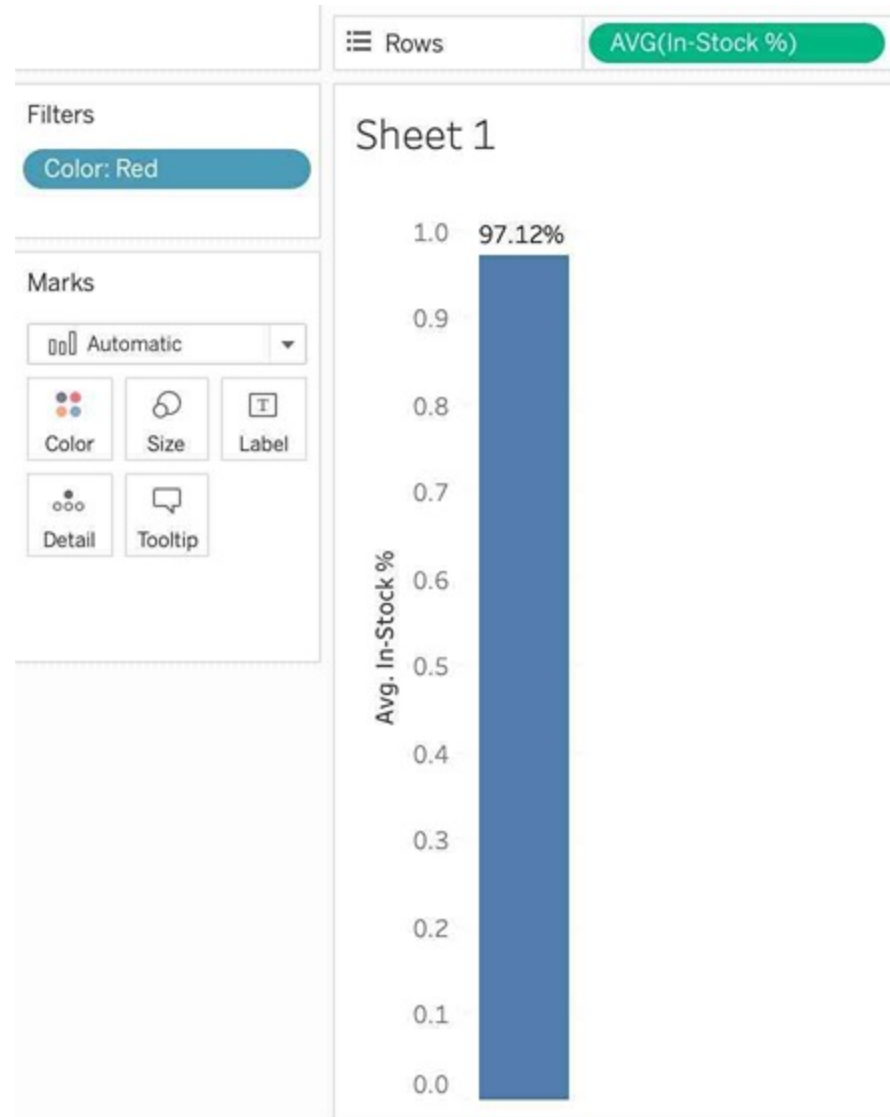 Rows
AVG(In-Stock %)
Filters
Color: Red
Marks
Automatic
Color
Size
Label
Detail
Tooltip
Sheet 1
97.12%
1.0
0.9
0.8
0.7
0.6
0.5
0.4
0.3
0.2
0.1
0.0
Avg. In-Stock %